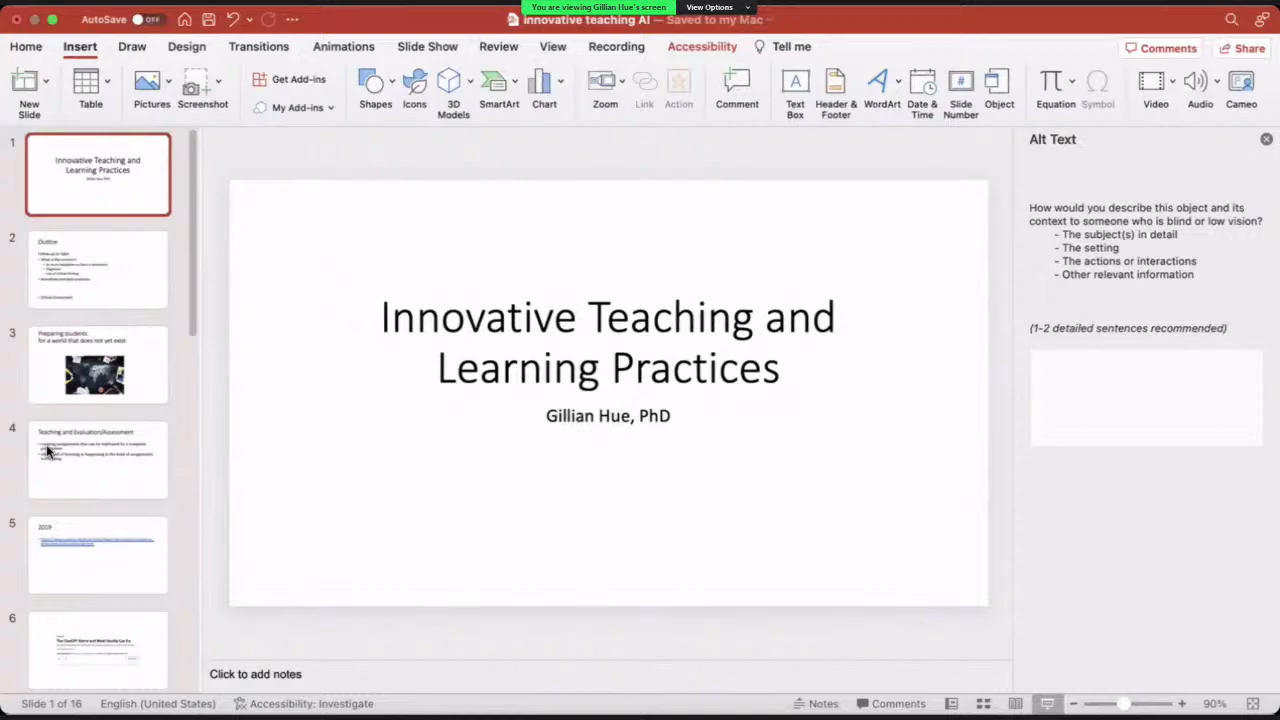 You are viewing Gillian Hue's screen
View Options
AutoSave OFF
innovative teaching AI — Saved to my Mac
Home Insert Draw Design Transitions Animations Slide Show Review View Recording Accessibility Tell me
Comments Share
New Slide
Table
Pictures
Screenshot
Get Add-ins
My Add-ins
Shapes
Icons
3D Models
SmartArt
Chart
Zoom
Link
Action
Comment
Text Box
Header & Footer
WordArt
Date & Time
Slide Number
Object
Equation
Symbol
Video
Audio
Cameo
1
Innovative Teaching and
Learning Practices
Gillian Hue, PhD
2
Outline
3
Preparing students
for a world that does not yet exist
4
Teaching and Evaluation/Assessment
5
2019
6
Innovative Teaching and
Learning Practices
Gillian Hue, PhD
Click to add notes
Alt Text
How would you describe this object and its
context to someone who is blind or low vision?
- The subject(s) in detail
- The setting
- The actions or interactions
- Other relevant information
(1-2 detailed sentences recommended)
Slide 1 of 16 English (United States) Accessibility: Investigate
Notes Comments 90%